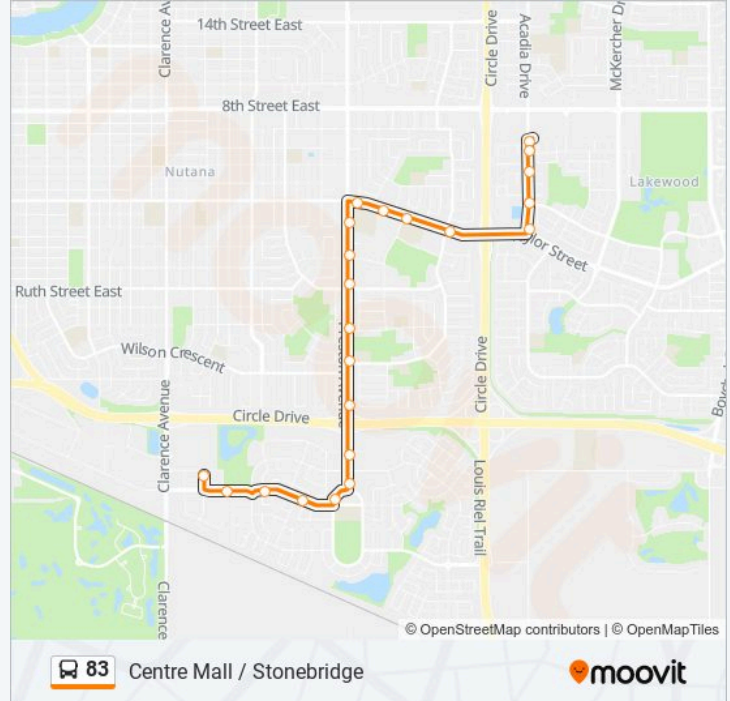 Clarence Av
14th Street East
Circle Drive
Acadia Drive
McKercher Dr
8th Street East
Nutana
Lakewood
ylor Street
Ruth Street East
Wilson Crescent
Circle Drive
Clarence Avenue
Circle Drive
Louis Riel Trail
Clarence
© OpenStreetMap contributors | © OpenMapTiles
83 Centre Mall / Stonebridge
moovit